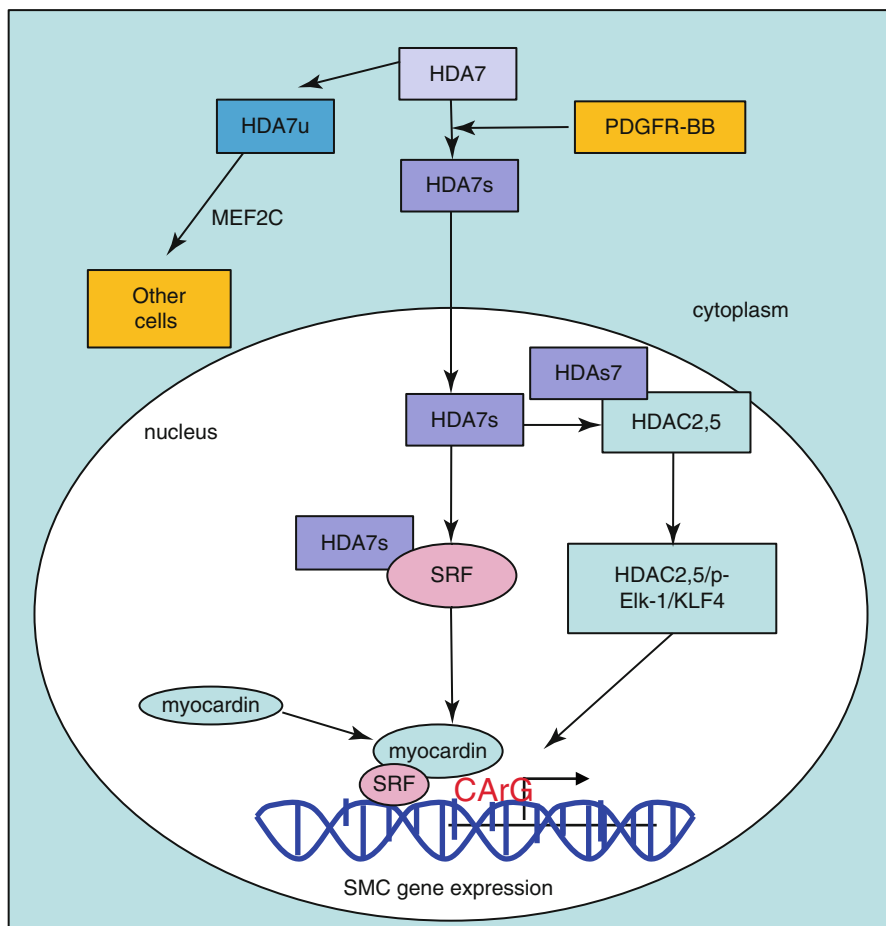 HDA7
HDA7u
PDGFR-BB
HDA7s
MEF2C
Other
cells
cytoplasm
HDAs7
HDA7s
HDAC2,5
nucleus
HDA7s
SRF
HDAC2,5/p-
Elk-1/KLF4
myocardin
myocardin
SRF
CArG
SMC gene expression